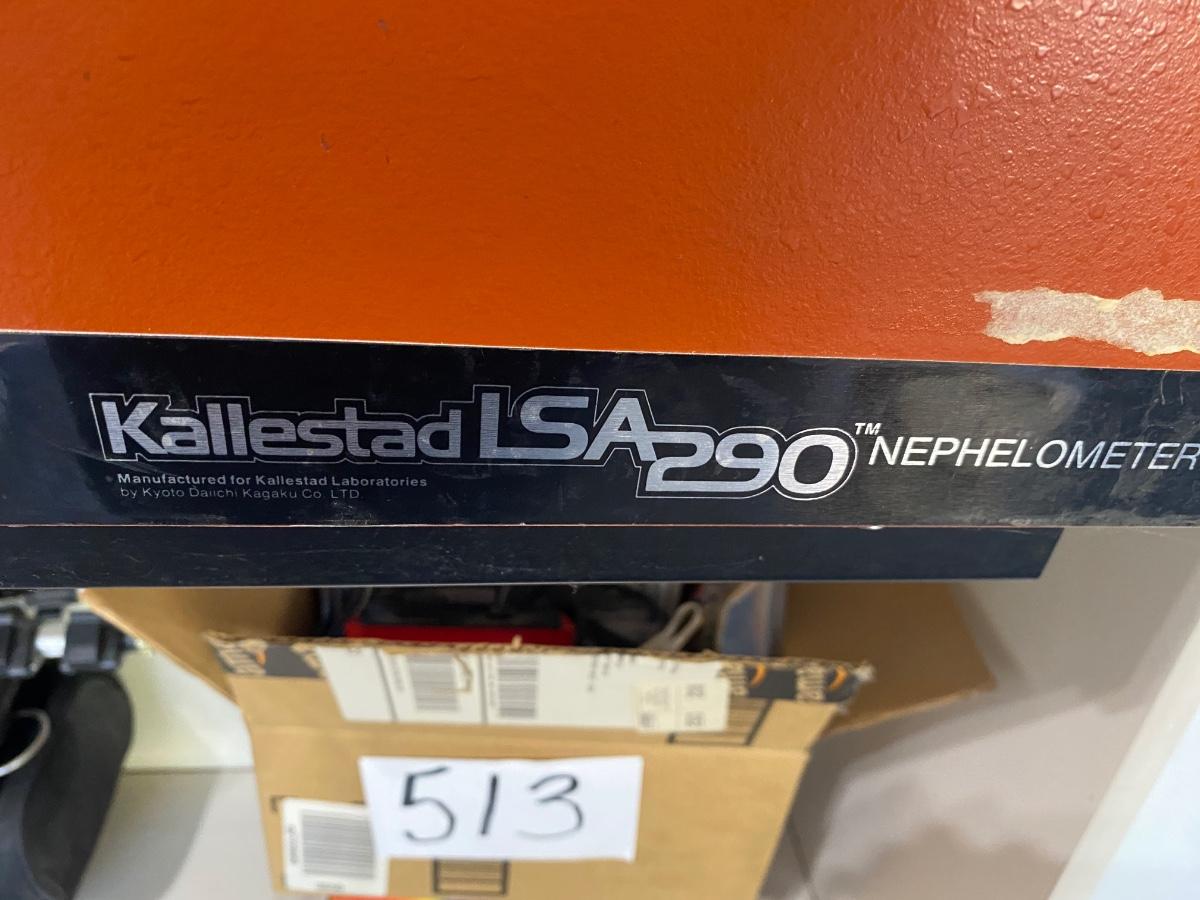 Kallestad LSA 290™ NEPHELOMETER
Manufactured for Kallestad Laboratories
by Kyoto Daiichi Kagaku Co. LTD.
513